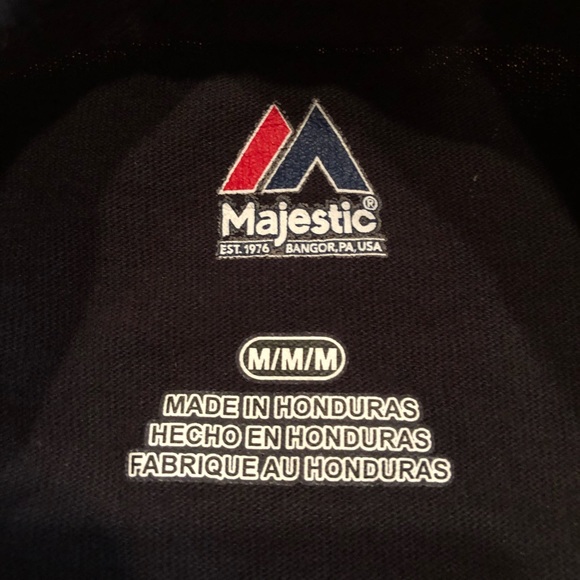 Majestic®
EST. 1976 BANGOR, PA, USA
M/M/M
MADE IN HONDURAS
HECHO EN HONDURAS
FABRIQUE AU HONDURAS